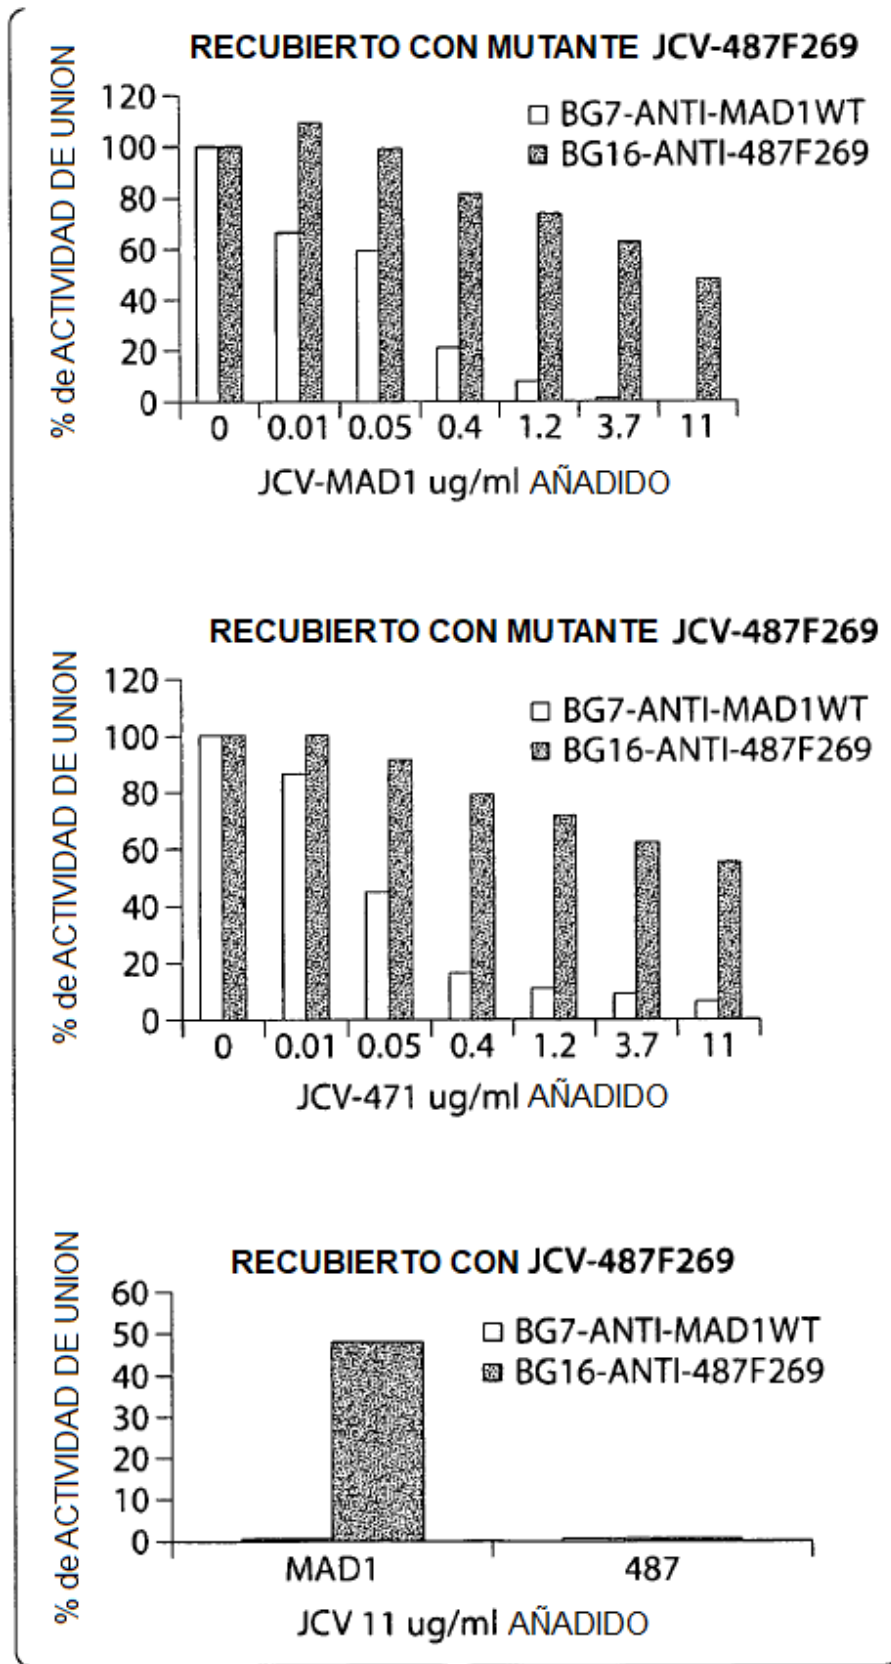 RECUBIERTO CON MUTANTE JCV-487F269
% de ACTIVIDAD DE UNION
120
100
80
60
40
20
0
BG7-ANTI-MAD1WT
BG16-ANTI-487F269
0 0.01 0.05 0.4 1.2 3.7 11
JCV-MAD1 ug/ml AÑADIDO
RECUBIERTO CON MUTANTE JCV-487F269
% de ACTIVIDAD DE UNION
120
100
80
60
40
20
0
BG7-ANTI-MAD1WT
BG16-ANTI-487F269
0 0.01 0.05 0.4 1.2 3.7 11
JCV-471 ug/ml AÑADIDO
RECUBIERTO CON JCV-487F269
% de ACTIVIDAD DE UNION
60
50
40
30
20
10
0
BG7-ANTI-MAD1WT
BG16-ANTI-487F269
MAD1 487
JCV 11 ug/ml AÑADIDO